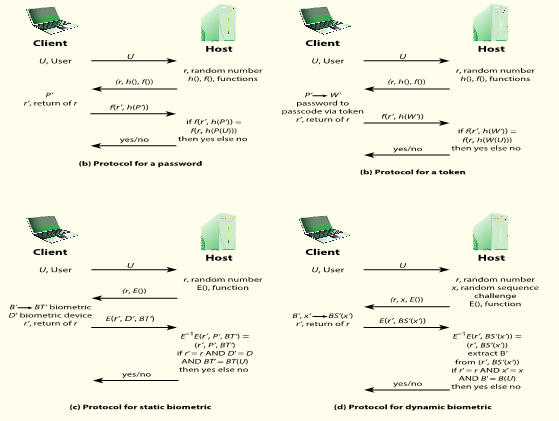 Client
Host
U, User
U
r, random number
h(), f(), functions
(r, h(), f())
P'
r', return of r
f(r', h(P'))
if f(r', h(P')) =
f(r, h(P(U)))
then yes else no
yes/no
(b) Protocol for a password
Client
Host
U, User
U
r, random number
h(), f(), functions
(r, h(), f())
P' → W'
password to
passcode via token
r', return of r
f(r', h(W'))
if f(r', h(W')) =
f(r, h(W(U)))
then yes else no
yes/no
(b) Protocol for a token
Client
Host
U, User
U
r, random number
E(), function
(r, E())
B' → BT' biometric
D' biometric device
r', return of r
E(r', D', BT')
E⁻¹E(r', P', BT') =
(r', P', BT')
if r' = r AND D' = D
AND BT' = BT(U)
then yes else no
yes/no
(c) Protocol for static biometric
Client
Host
U, User
U
r, random number
x, random sequence
challenge
E(), function
(r, x, E())
B', x' → BS'(x')
r', return of r
E(r', BS'(x'))
E⁻¹E(r', BS'(x')) =
(r', BS'(x'))
extract B'
from (r', BS'(x'))
if r' = r AND x' = x
AND B' = B(U)
then yes else no
yes/no
(d) Protocol for dynamic biometric